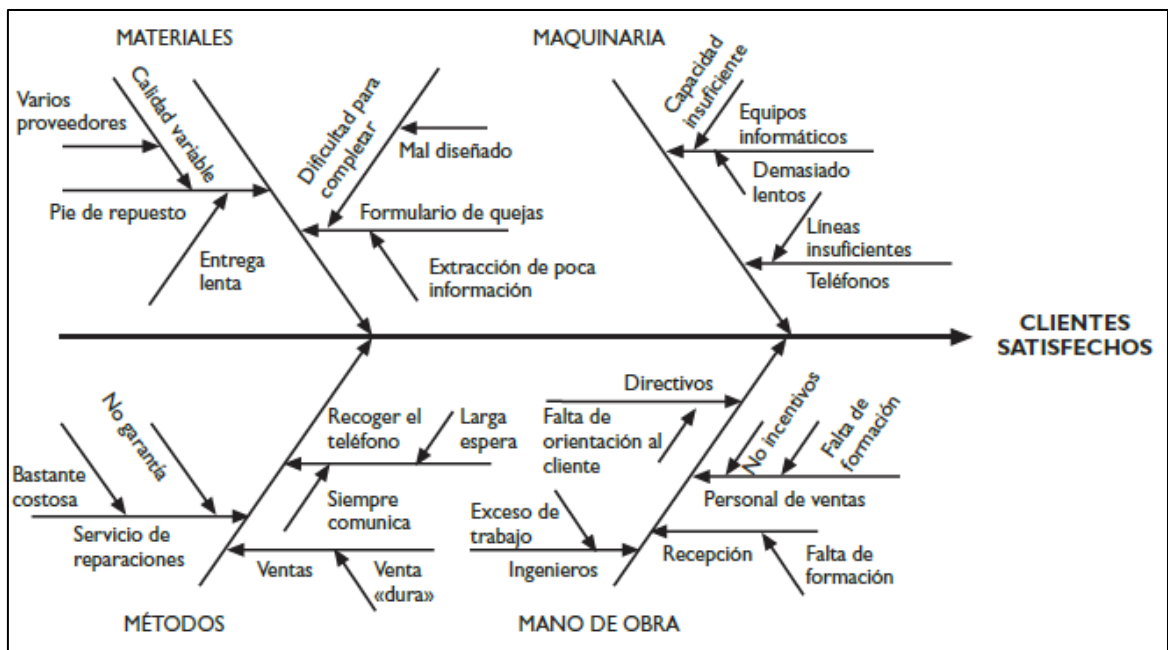 MATERIALES
MAQUINARIA
Varios
proveedores
Calidad variable
Pie de repuesto
Entrega
lenta
Dificultad para
completar
Mal diseñado
Formulario de quejas
Extracción de poca
información
Capacidad
insuficiente
Equipos
informáticos
Demasiado
lentos
Líneas
insuficientes
Teléfonos
CLIENTES
SATISFECHOS
No garantía
Bastante
costosa
Servicio de
reparaciones
Recoger el
teléfono
Larga
espera
Siempre
comunica
Ventas
Venta
«dura»
Directivos
Falta de
orientación al
cliente
No incentivos
Falta de
formación
Personal de ventas
Exceso de
trabajo
Ingenieros
Recepción
Falta de
formación
MÉTODOS
MANO DE OBRA